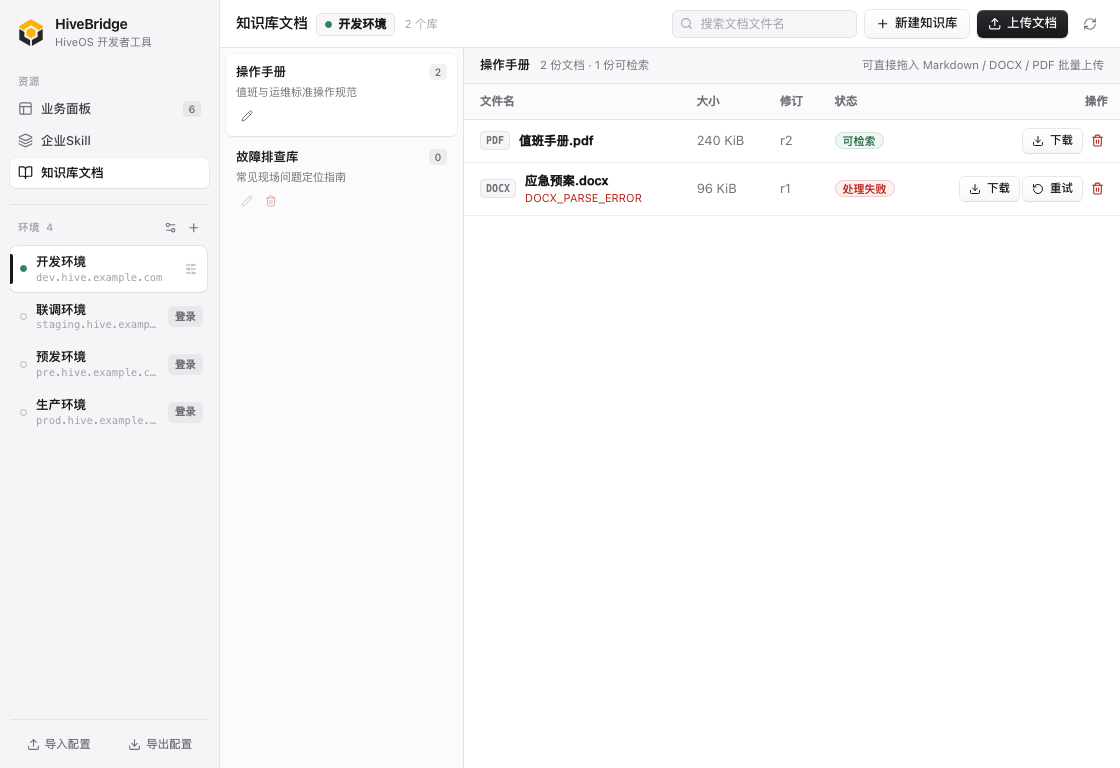 HiveBridge
HiveOS 开发者工具
资源
业务面板 6
企业Skill
知识库文档
环境 4
开发环境
dev.hive.example.com
联调环境
staging.hive.examp…
登录
预发环境
pre.hive.example.c…
登录
生产环境
prod.hive.example.…
登录
导入配置 导出配置
知识库文档 开发环境 2 个库
搜索文档文件名 新建知识库 上传文档
操作手册 2
值班与运维标准操作规范
故障排查库 0
常见现场问题定位指南
操作手册 2 份文档 · 1 份可检索 可直接拖入 Markdown / DOCX / PDF 批量上传
文件名 大小 修订 状态 操作
PDF 值班手册.pdf 240 KiB r2 可检索 下载
DOCX 应急预案.docx 96 KiB r1 处理失败 下载 重试
DOCX_PARSE_ERROR